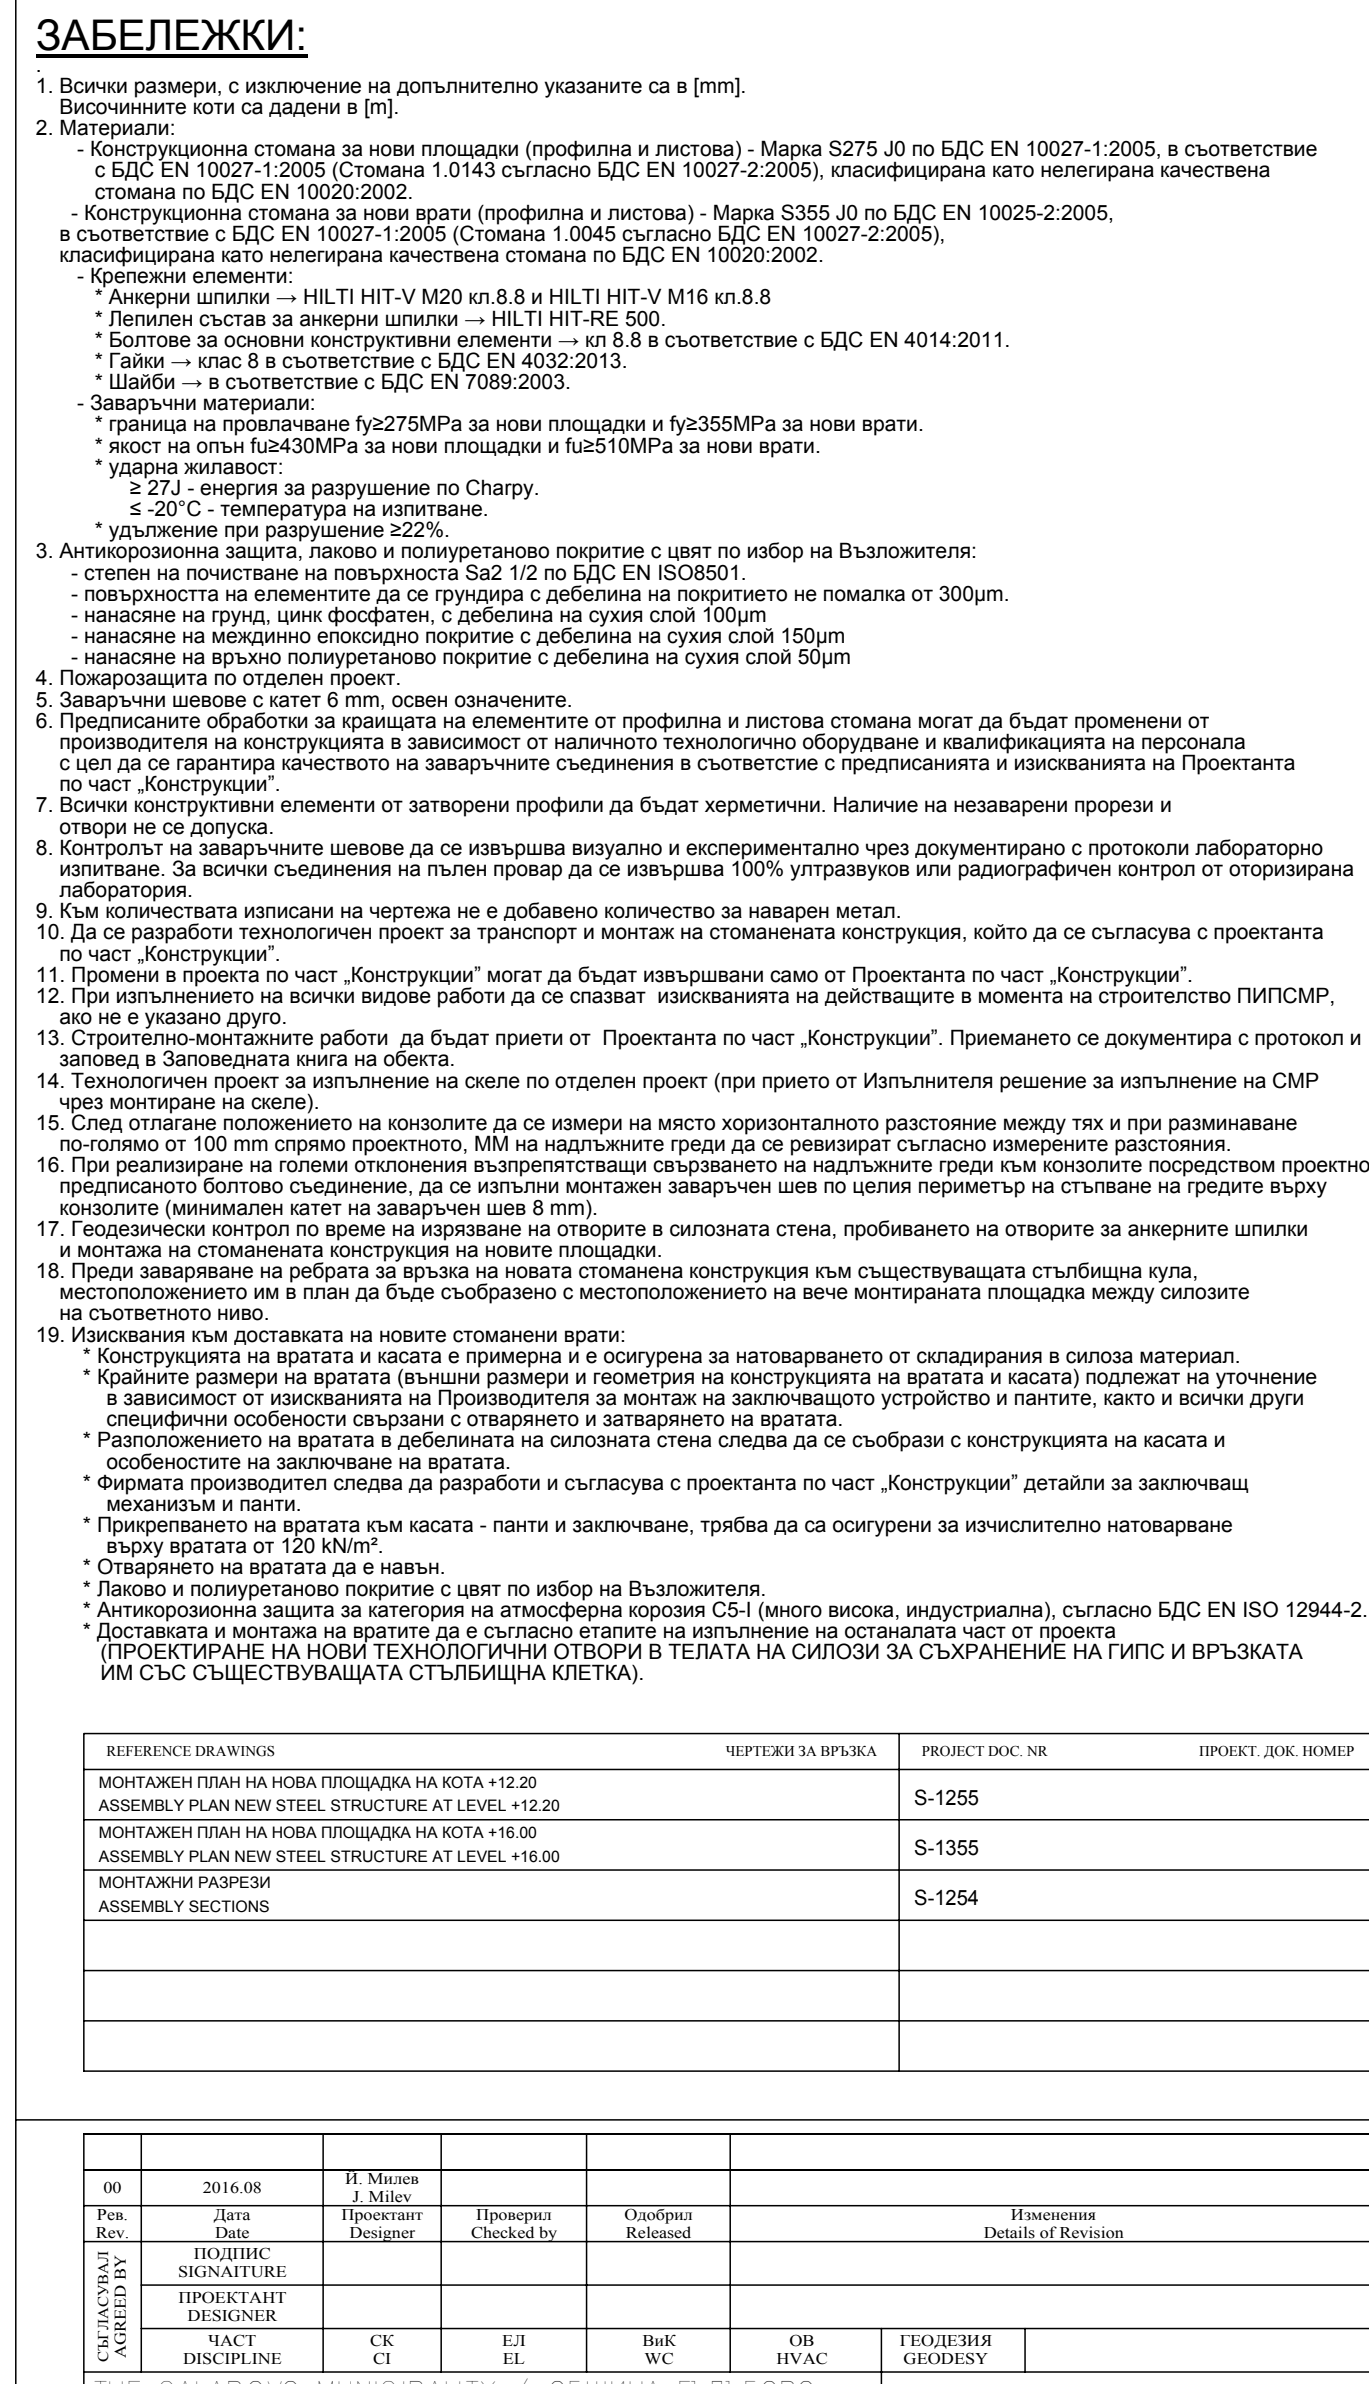 ЗАБЕЛЕЖКИ:
.
1. Всички размери, с изключение на допълнително указаните са в [mm].
Височинните коти са дадени в [m].
2. Материали:
- Конструкционна стомана за нови площадки (профилна и листова) - Марка S275 J0 по БДС EN 10027-1:2005, в съответствие
с БДС EN 10027-1:2005 (Стомана 1.0143 съгласно БДС EN 10027-2:2005), класифицирана като нелегирана качествена
стомана по БДС EN 10020:2002.
- Конструкционна стомана за нови врати (профилна и листова) - Марка S355 J0 по БДС EN 10025-2:2005,
в съответствие с БДС EN 10027-1:2005 (Стомана 1.0045 съгласно БДС EN 10027-2:2005),
класифицирана като нелегирана качествена стомана по БДС EN 10020:2002.
- Крепежни елементи:
* Анкерни шпилки → HILTI HIT-V M20 кл.8.8 и HILTI HIT-V M16 кл.8.8
* Лепилен състав за анкерни шпилки → HILTI HIT-RE 500.
* Болтове за основни конструктивни елементи → кл 8.8 в съответствие с БДС EN 4014:2011.
* Гайки → клас 8 в съответствие с БДС EN 4032:2013.
* Шайби → в съответствие с БДС EN 7089:2003.
- Заваръчни материали:
* граница на провлачване fy≥275MPa за нови площадки и fy≥355MPa за нови врати.
* якост на опън fu≥430MPa за нови площадки и fu≥510MPa за нови врати.
* ударна жилавост:
≥ 27J - енергия за разрушение по Charpy.
≤ -20°C - температура на изпитване.
* удължение при разрушение ≥22%.
3. Антикорозионна защита, лаково и полиуретаново покритие с цвят по избор на Възложителя:
- степен на почистване на повърхноста Sa2 1/2 по БДС EN ISO8501.
- повърхността на елементите да се грундира с дебелина на покритието не помалка от 300µm.
- нанасяне на грунд, цинк фосфатен, с дебелина на сухия слой 100µm
- нанасяне на междинно епоксидно покритие с дебелина на сухия слой 150µm
- нанасяне на връхно полиуретаново покритие с дебелина на сухия слой 50µm
4. Пожарозащита по отделен проект.
5. Заваръчни шевове с катет 6 mm, освен означените.
6. Предписаните обработки за краищата на елементите от профилна и листова стомана могат да бъдат променени от
производителя на конструкцията в зависимост от наличното технологично оборудване и квалификацията на персонала
с цел да се гарантира качеството на заваръчните съединения в съответстие с предписанията и изискванията на Проектанта
по част „Конструкции”.
7. Всички конструктивни елементи от затворени профили да бъдат херметични. Наличие на незаварени прорези и
отвори не се допуска.
8. Контролът на заваръчните шевове да се извършва визуално и експериментално чрез документирано с протоколи лабораторно
изпитване. За всички съединения на пълен провар да се извършва 100% ултразвуков или радиографичен контрол от оторизирана
лаборатория.
9. Към количествата изписани на чертежа не е добавено количество за наварен метал.
10. Да се разработи технологичен проект за транспорт и монтаж на стоманената конструкция, който да се съгласува с проектанта
по част „Конструкции”.
11. Промени в проекта по част „Конструкции” могат да бъдат извършвани само от Проектанта по част „Конструкции”.
12. При изпълнението на всички видове работи да се спазват изискванията на действащите в момента на строителство ПИПСМР,
ако не е указано друго.
13. Строително-монтажните работи да бъдат приети от Проектанта по част „Конструкции”. Приемането се документира с протокол и
заповед в Заповедната книга на обекта.
14. Технологичен проект за изпълнение на скеле по отделен проект (при прието от Изпълнителя решение за изпълнение на СМР
чрез монтиране на скеле).
15. След отлагане положението на конзолите да се измери на място хоризонталното разстояние между тях и при разминаване
по-голямо от 100 mm спрямо проектното, ММ на надлъжните греди да се ревизират съгласно измерените разстояния.
16. При реализиране на големи отклонения възпрепятстващи свързването на надлъжните греди към конзолите посредством проектно
предписаното болтово съединение, да се изпълни монтажен заваръчен шев по целия периметър на стъпване на гредите върху
конзолите (минимален катет на заваръчен шев 8 mm).
17. Геодезически контрол по време на изрязване на отворите в силозната стена, пробиването на отворите за анкерните шпилки
и монтажа на стоманената конструкция на новите площадки.
18. Преди заваряване на ребрата за връзка на новата стоманена конструкция към съществуващата стълбищна кула,
местоположението им в план да бъде съобразено с местоположението на вече монтираната площадка между силозите
на съответното ниво.
19. Изисквания към доставката на новите стоманени врати:
* Конструкцията на вратата и касата е примерна и е осигурена за натоварването от складирания в силоза материал.
* Крайните размери на вратата (външни размери и геометрия на конструкцията на вратата и касата) подлежат на уточнение
в зависимост от изискванията на Производителя за монтаж на заключващото устройство и пантите, както и всички други
специфични особености свързани с отварянето и затварянето на вратата.
* Разположението на вратата в дебелината на силозната стена следва да се съобрази с конструкцията на касата и
особеностите на заключване на вратата.
* Фирмата производител следва да разработи и съгласува с проектанта по част „Конструкции” детайли за заключващ
механизъм и панти.
* Прикрепването на вратата към касата - панти и заключване, трябва да са осигурени за изчислително натоварване
върху вратата от 120 kN/m².
* Отварянето на вратата да е навън.
* Лаково и полиуретаново покритие с цвят по избор на Възложителя.
* Антикорозионна защита за категория на атмосферна корозия C5-I (много висока, индустриална), съгласно БДС EN ISO 12944-2.
* Доставката и монтажа на вратите да е съгласно етапите на изпълнение на останалата част от проекта
(ПРОЕКТИРАНЕ НА НОВИ ТЕХНОЛОГИЧНИ ОТВОРИ В ТЕЛАТА НА СИЛОЗИ ЗА СЪХРАНЕНИЕ НА ГИПС И ВРЪЗКАТА
ИМ СЪС СЪЩЕСТВУВАЩАТА СТЪЛБИЩНА КЛЕТКА).
REFERENCE DRAWINGS ЧЕРТЕЖИ ЗА ВРЪЗКА PROJECT DOC. NR ПРОЕКТ. ДОК. НОМЕР
МОНТАЖЕН ПЛАН НА НОВА ПЛОЩАДКА НА КОТА +12.20
ASSEMBLY PLAN NEW STEEL STRUCTURE AT LEVEL +12.20
S-1255
МОНТАЖЕН ПЛАН НА НОВА ПЛОЩАДКА НА КОТА +16.00
ASSEMBLY PLAN NEW STEEL STRUCTURE AT LEVEL +16.00
S-1355
МОНТАЖНИ РАЗРЕЗИ
ASSEMBLY SECTIONS
S-1254
00 2016.08 Й. Милев
J. Milev
Рев. Дата Проектант Проверил Одобрил Изменения
Rev. Date Designer Checked by Released Details of Revision
СЪГЛАСУВАЛ
AGREED BY
ПОДПИС
SIGNAITURE
ПРОЕКТАНТ
DESIGNER
ЧАСТ СК ЕЛ ВиК ОВ ГЕОДЕЗИЯ
DISCIPLINE CI EL WC HVAC GEODESY